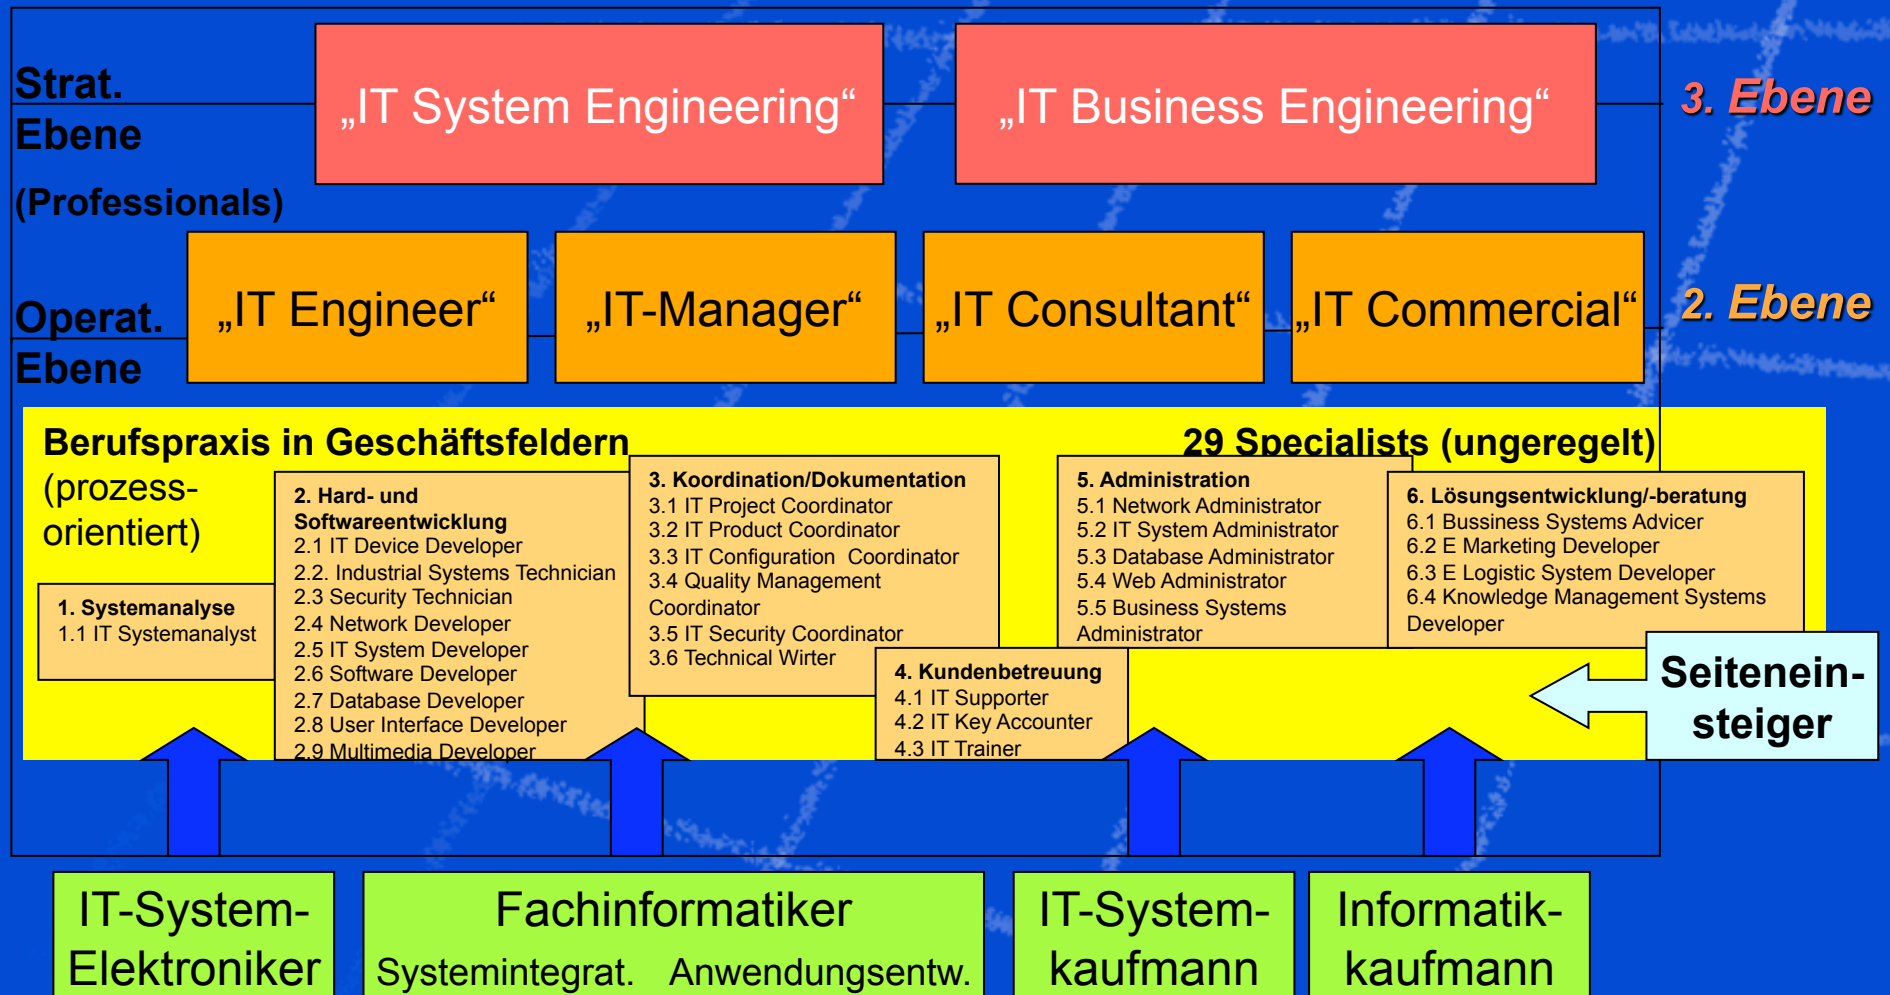 Strat.
Ebene
(Professionals)
„IT System Engineering“
„IT Business Engineering“
3. Ebene
Operat.
Ebene
„IT Engineer“
„IT-Manager“
„IT Consultant“
„IT Commercial“
2. Ebene
Berufspraxis in Geschäftsfeldern
(prozess-
orientiert)
29 Specialists (ungeregelt)
1. Systemanalyse
1.1 IT Systemanalyst
2. Hard- und
Softwareentwicklung
2.1 IT Device Developer
2.2. Industrial Systems Technician
2.3 Security Technician
2.4 Network Developer
2.5 IT System Developer
2.6 Software Developer
2.7 Database Developer
2.8 User Interface Developer
2.9 Multimedia Developer
3. Koordination/Dokumentation
3.1 IT Project Coordinator
3.2 IT Product Coordinator
3.3 IT Configuration Coordinator
3.4 Quality Management
Coordinator
3.5 IT Security Coordinator
3.6 Technical Wirter
4. Kundenbetreuung
4.1 IT Supporter
4.2 IT Key Accounter
4.3 IT Trainer
5. Administration
5.1 Network Administrator
5.2 IT System Administrator
5.3 Database Administrator
5.4 Web Administrator
5.5 Business Systems
Administrator
6. Lösungsentwicklung/-beratung
6.1 Bussiness Systems Advicer
6.2 E Marketing Developer
6.3 E Logistic System Developer
6.4 Knowledge Management Systems
Developer
Seitenein-
steiger
IT-System-
Elektroniker
Fachinformatiker
Systemintegrat. Anwendungsentw.
IT-System-
kaufmann
Informatik-
kaufmann